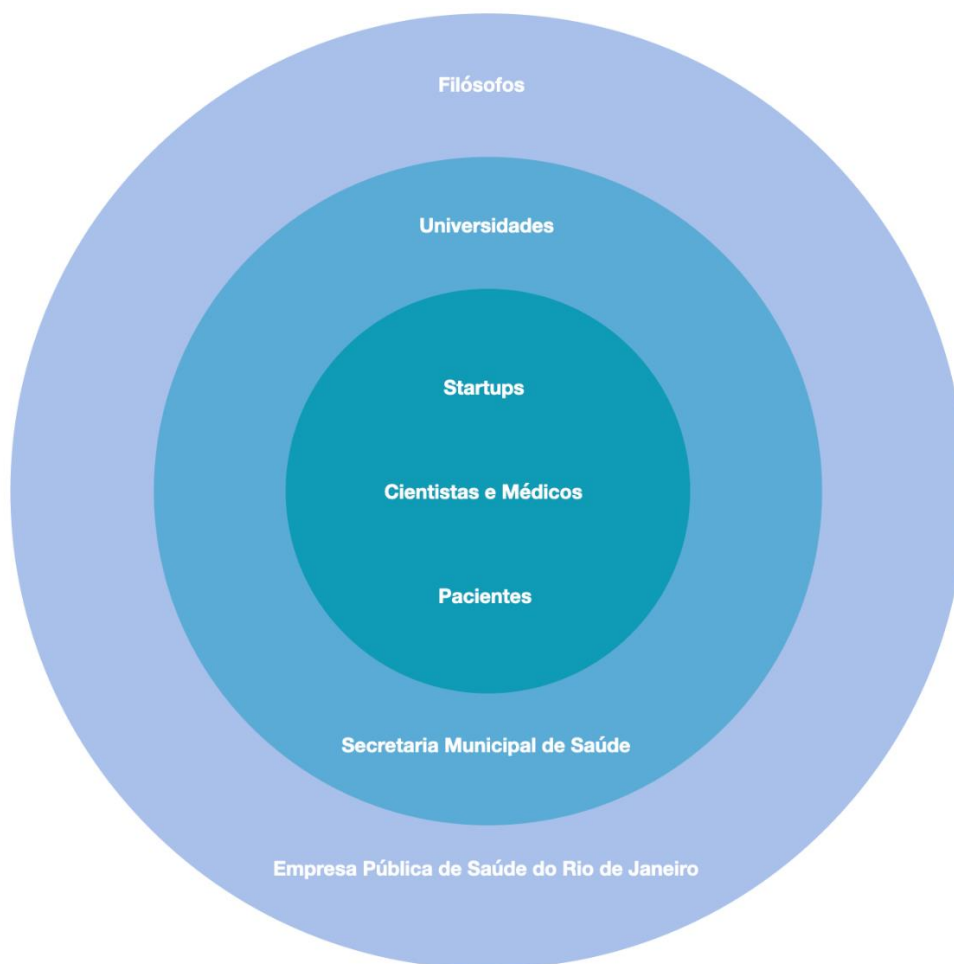 Filósofos
Universidades
Startups
Cientistas e Médicos
Pacientes
Secretaria Municipal de Saúde
Empresa Pública de Saúde do Rio de Janeiro